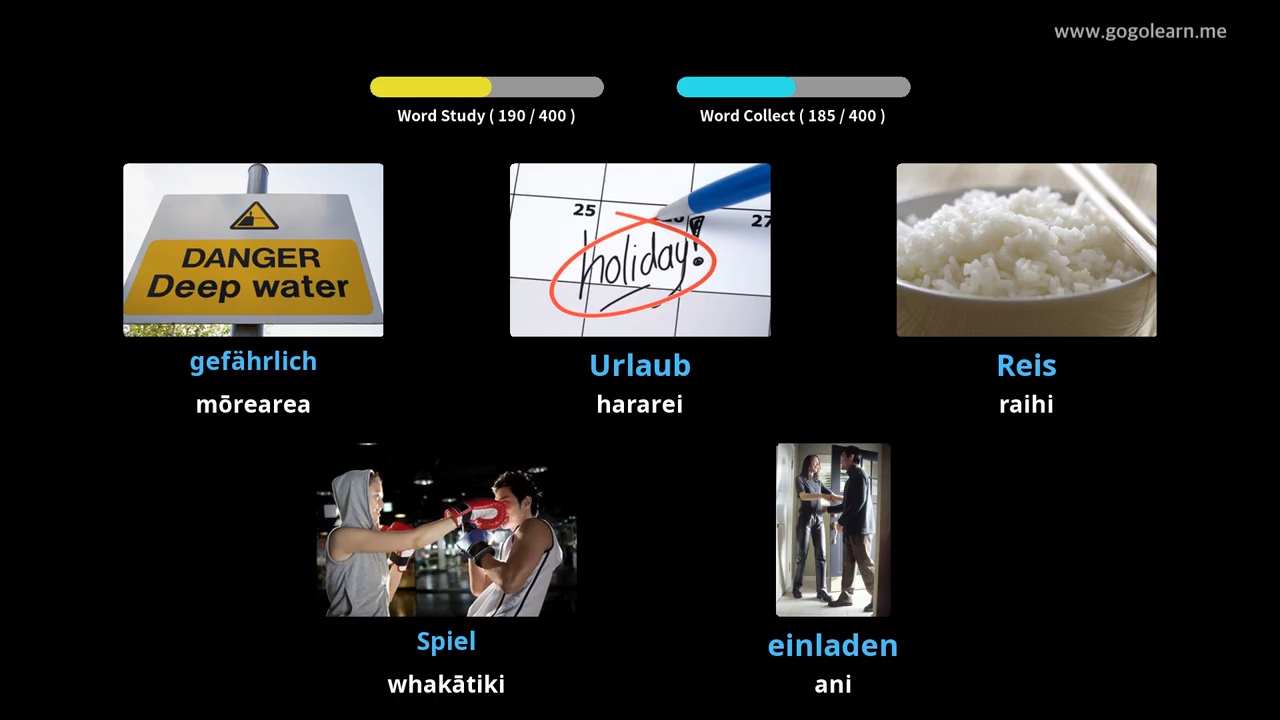 www.gogolearn.me
Word Study ( 190 / 400 )
Word Collect ( 185 / 400 )
DANGER
Deep water
25
27
holiday!
gefährlich
mōrearea
Urlaub
hararei
Reis
raihi
Spiel
whakātiki
einladen
ani